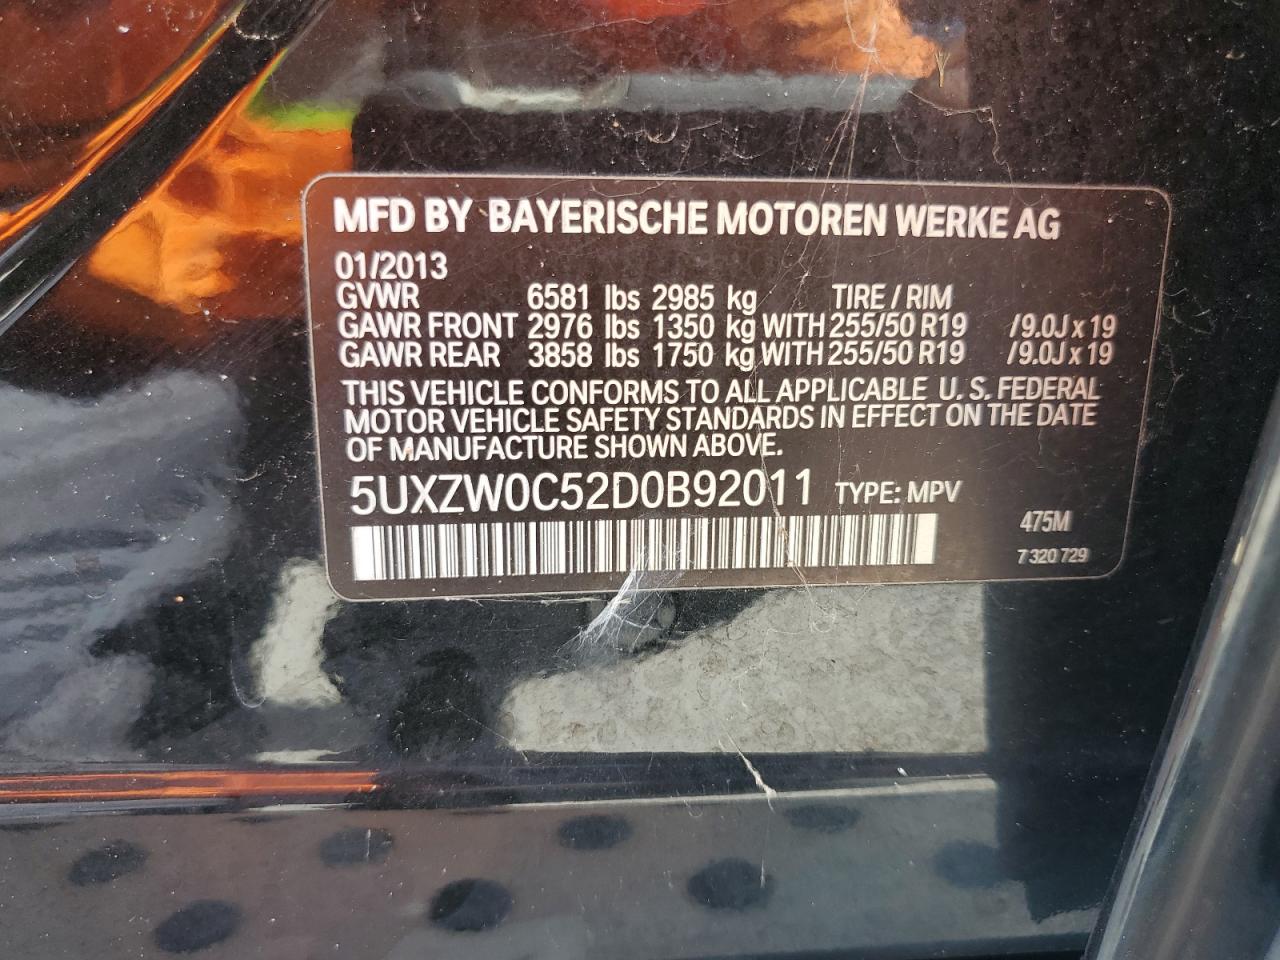 MFD BY BAYERISCHE MOTOREN WERKE AG
01/2013
GVWR 6581 lbs 2985 kg TIRE / RIM
GAWR FRONT 2976 lbs 1350 kg WITH 255/50 R19 /9.0J x 19
GAWR REAR 3858 lbs 1750 kg WITH 255/50 R19 /9.0J x 19
THIS VEHICLE CONFORMS TO ALL APPLICABLE U. S. FEDERAL
MOTOR VEHICLE SAFETY STANDARDS IN EFFECT ON THE DATE
OF MANUFACTURE SHOWN ABOVE.
5UXZW0C52D0B92011 TYPE: MPV
475M
7 320 729